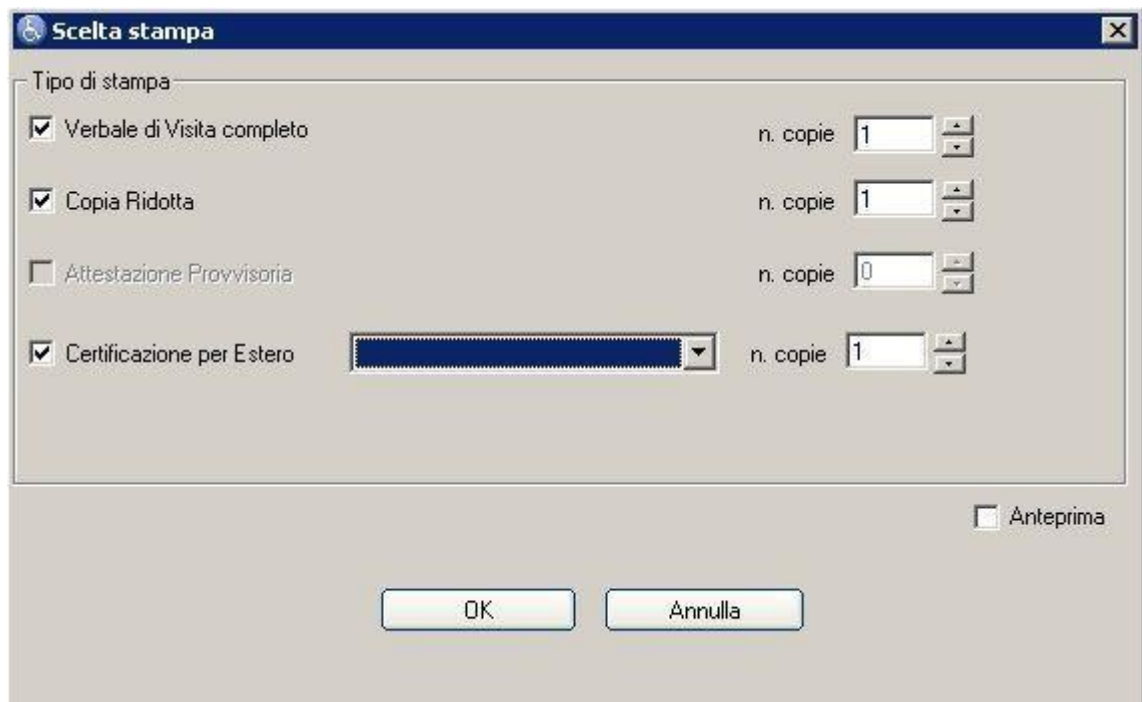 Scelta stampa
Tipo di stampa
Verbale di Visita completo n. copie 1
Copia Ridotta n. copie 1
Attestazione Provvisoria n. copie 0
Certificazione per Estero n. copie 1
Anteprima
OK Annulla